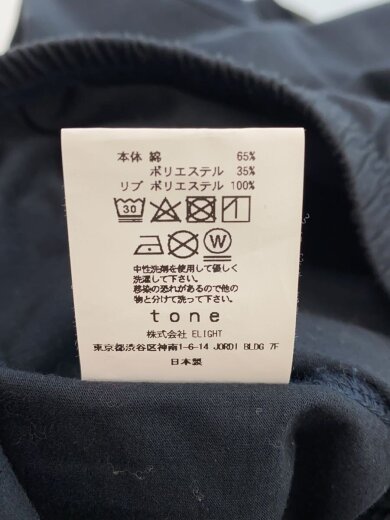 本体 綿 65%
ポリエステル 35%
リブ ポリエステル 100%
30
W
中性洗剤を使用して優しく
洗濯して下さい。
移染の恐れがあるので他の
物と分けて洗って下さい。
tone
株式会社 ELIGHT
東京都渋谷区神南1-6-14 JORDI BLDG 7F
日本製